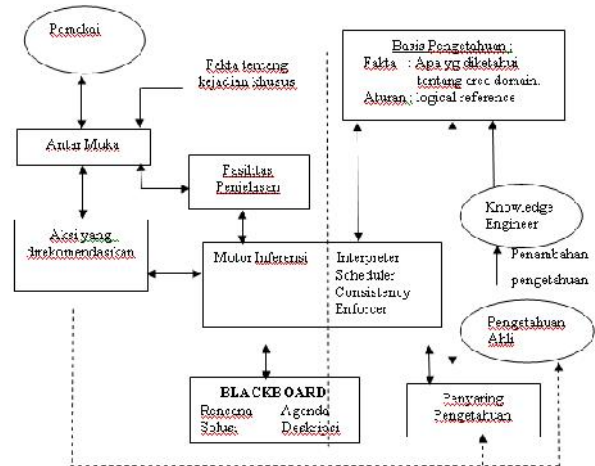 Pemakai
Fakta tentang
kejadian khusus
Basis Pengetahuan :
Fakta : Apa yg diketahui
tentang area domain.
Aturan : logical reference
Antar Muka
Fasilitas
Penjelasan
Aksi yang
direkomendasikan
Knowledge
Engineer
Motor Inferensi
Interpreter
Scheduler
Consistency
Enforcer
Penambahan
pengetahuan
Pengetahuan
Ahli
BLACKBOARD
Rencana Agenda
Solusi Deskripsi
Penyaring
Pengetahuan